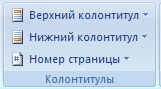 Верхний колонтитул
Нижний колонтитул
Номер страницы
Колонтитулы